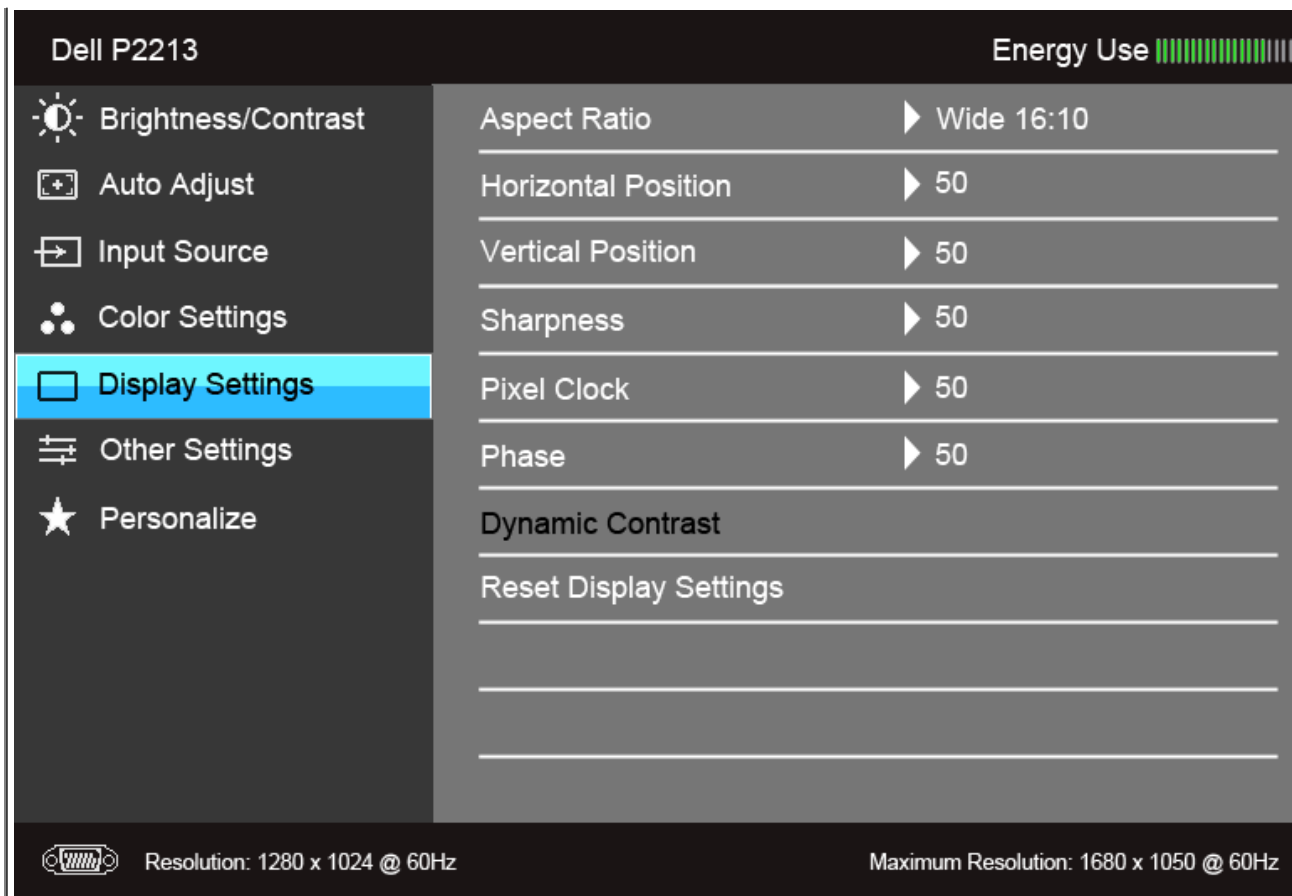 Dell P2213 Energy Use
Brightness/Contrast Aspect Ratio Wide 16:10
Auto Adjust Horizontal Position 50
Input Source Vertical Position 50
Color Settings Sharpness 50
Display Settings Pixel Clock 50
Other Settings Phase 50
Personalize Dynamic Contrast
Reset Display Settings
Resolution: 1280 x 1024 @ 60Hz Maximum Resolution: 1680 x 1050 @ 60Hz